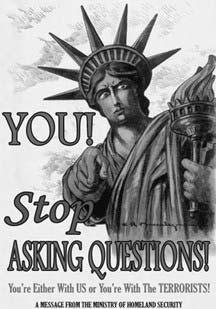 YOU!
Stop
ASKING QUESTIONS!
You're Either With US or You're With The TERRORISTS!
A MESSAGE FROM THE MINISTRY OF HOMELAND SECURITY